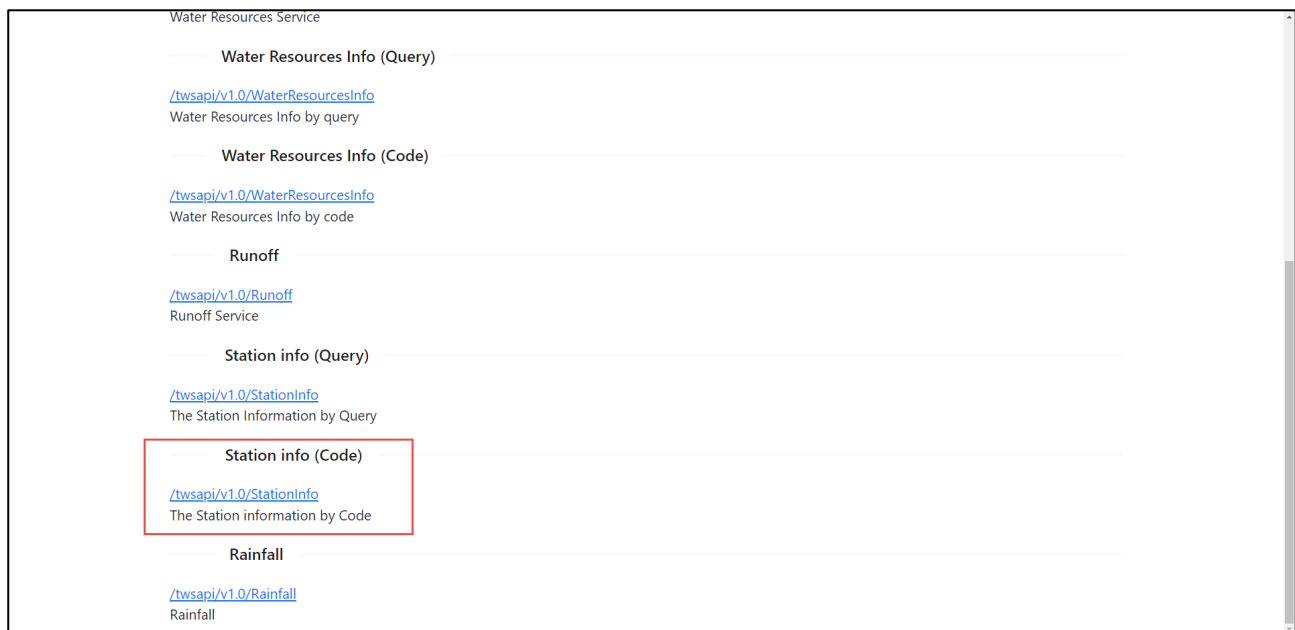 Water Resources Service
Water Resources Info (Query)
/twsapi/v1.0/WaterResourcesInfo
Water Resources Info by query
Water Resources Info (Code)
/twsapi/v1.0/WaterResourcesInfo
Water Resources Info by code
Runoff
/twsapi/v1.0/Runoff
Runoff Service
Station info (Query)
/twsapi/v1.0/StationInfo
The Station Information by Query
Station info (Code)
/twsapi/v1.0/StationInfo
The Station information by Code
Rainfall
/twsapi/v1.0/Rainfall
Rainfall